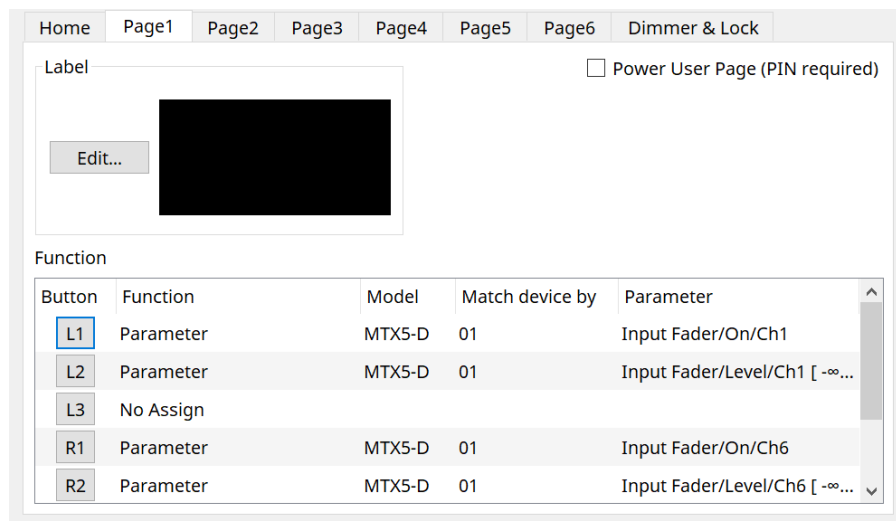 Home Page1 Page2 Page3 Page4 Page5 Page6 Dimmer & Lock
Label
Power User Page (PIN required)
Edit...
Function
Button Function Model Match device by Parameter
L1 Parameter MTX5-D 01 Input Fader/On/Ch1
L2 Parameter MTX5-D 01 Input Fader/Level/Ch1 [ -∞...
L3 No Assign
R1 Parameter MTX5-D 01 Input Fader/On/Ch6
R2 Parameter MTX5-D 01 Input Fader/Level/Ch6 [ -∞...